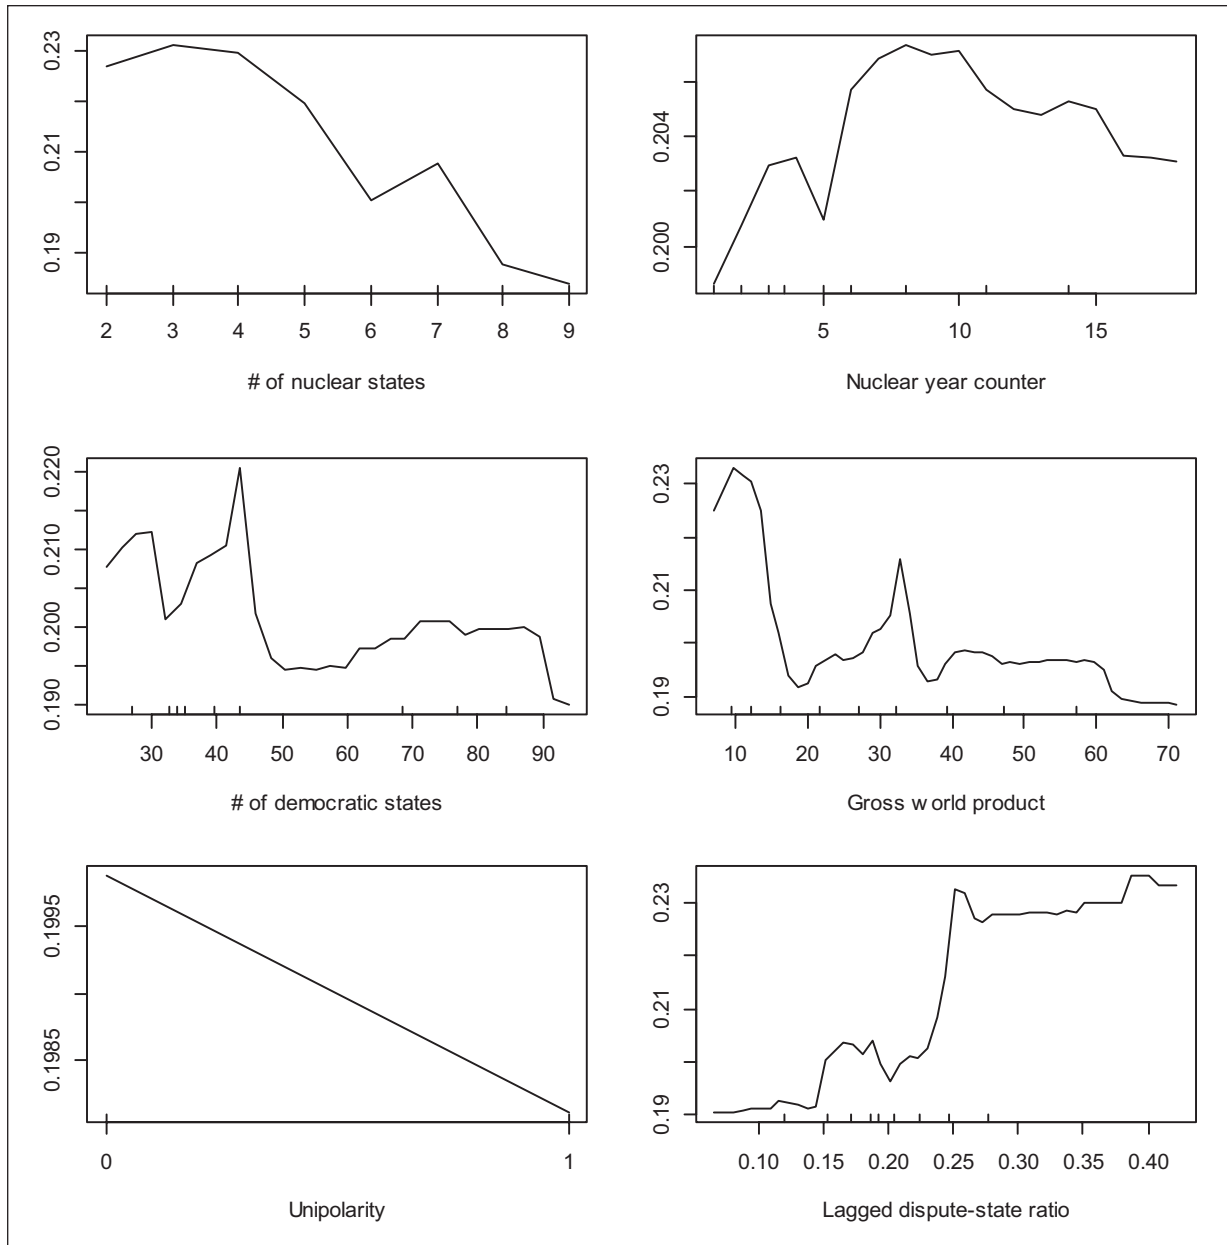 0.23
0.21
0.19
2 3 4 5 6 7 8 9
# of nuclear states
0.204
0.200
5 10 15
Nuclear year counter
0.220
0.210
0.200
0.190
30 40 50 60 70 80 90
# of democratic states
0.23
0.21
0.19
10 20 30 40 50 60 70
Gross world product
0.1995
0.1985
0 1
Unipolarity
0.23
0.21
0.19
0.10 0.15 0.20 0.25 0.30 0.35 0.40
Lagged dispute-state ratio